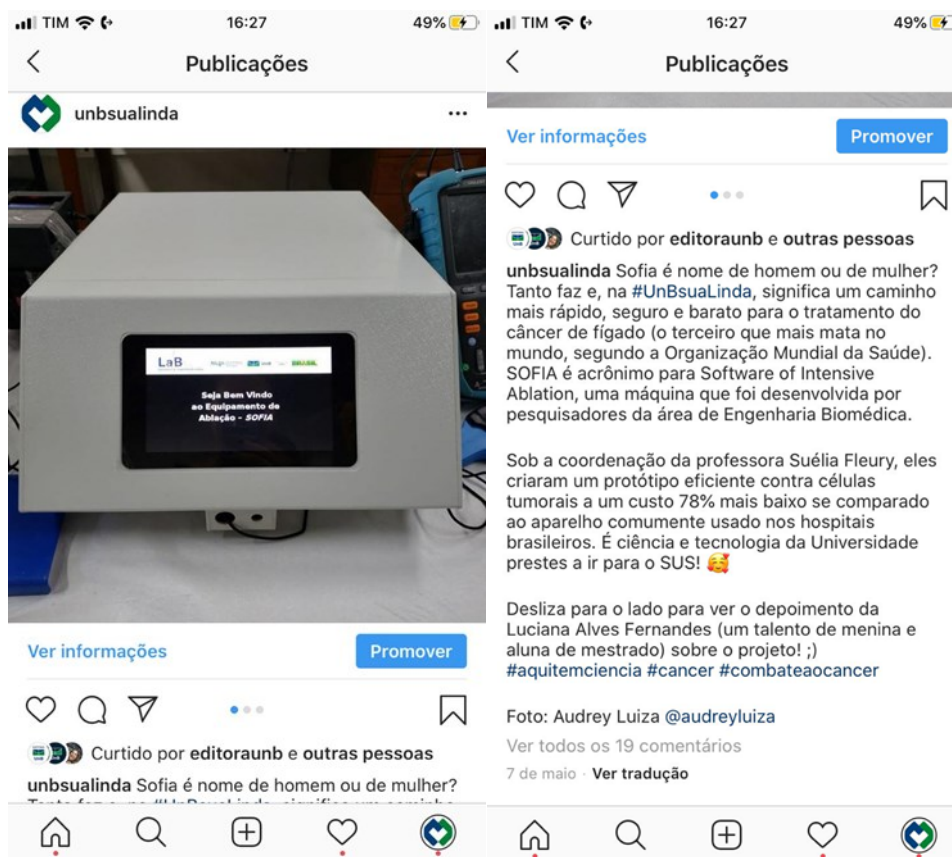 TIM
16:27
49%
Publicações
unbsualinda
LaB
BRASIL
Seja Bem Vindo
ao Equipamento de
Ablação - SOFIA
Ver informações
Promover
Curtido por editoraunb e outras pessoas
unbsualinda Sofia é nome de homem ou de mulher?
TIM
16:27
49%
Publicações
Ver informações
Promover
Curtido por editoraunb e outras pessoas
unbsualinda Sofia é nome de homem ou de mulher?
Tanto faz e, na #UnBsuaLinda, significa um caminho
mais rápido, seguro e barato para o tratamento do
câncer de fígado (o terceiro que mais mata no
mundo, segundo a Organização Mundial da Saúde).
SOFIA é acrônimo para Software of Intensive
Ablation, uma máquina que foi desenvolvida por
pesquisadores da área de Engenharia Biomédica.
Sob a coordenação da professora Suélia Fleury, eles
criaram um protótipo eficiente contra células
tumorais a um custo 78% mais baixo se comparado
ao aparelho comumente usado nos hospitais
brasileiros. É ciência e tecnologia da Universidade
prestes a ir para o SUS! 🥰
Desliza para o lado para ver o depoimento da
Luciana Alves Fernandes (um talento de menina e
aluna de mestrado) sobre o projeto! ;)
#aquitemciencia #cancer #combateaocancer
Foto: Audrey Luiza @audreyluiza
Ver todos os 19 comentários
7 de maio · Ver tradução